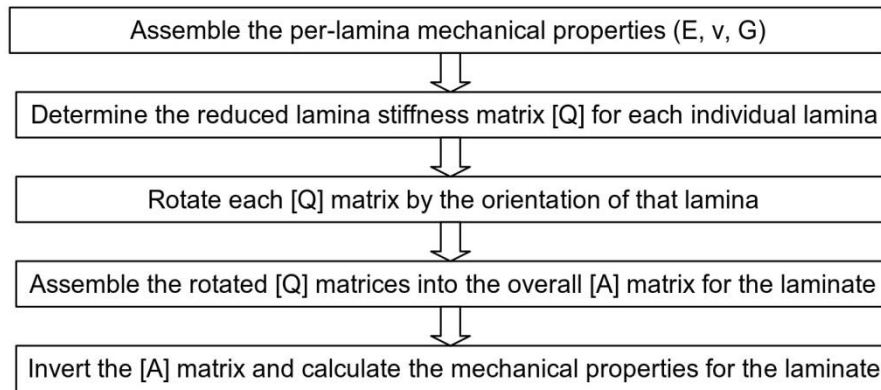 Assemble the per-lamina mechanical properties (E, v, G)
Determine the reduced lamina stiffness matrix [Q] for each individual lamina
Rotate each [Q] matrix by the orientation of that lamina
Assemble the rotated [Q] matrices into the overall [A] matrix for the laminate
Invert the [A] matrix and calculate the mechanical properties for the laminate